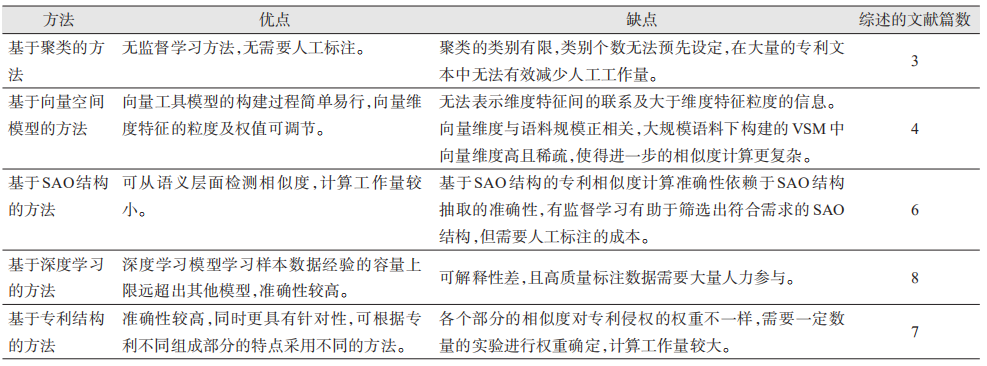 方法 优点 缺点 综述的文献篇数
基于聚类的方
法
无监督学习方法,无需要人工标注。
聚类的类别有限,类别个数无法预先设定,在大量的专利文
本中无法有效减少人工工作量。
3
基于向量空间
模型的方法
向量工具模型的构建过程简单易行,向量维
度特征的粒度及权值可调节。
无法表示维度特征间的联系及大于维度特征粒度的信息。
向量维度与语料规模正相关,大规模语料下构建的 VSM 中
向量维度高且稀疏,使得进一步的相似度计算更复杂。
4
基于SAO结构
的方法
可从语义层面检测相似度,计算工作量较
小。
基于SAO结构的专利相似度计算准确性依赖于SAO结构
抽取的准确性,有监督学习有助于筛选出符合需求的SAO
结构,但需要人工标注的成本。
6
基于深度学习
的方法
深度学习模型学习样本数据经验的容量上
限远超出其他模型,准确性较高。
可解释性差,且高质量标注数据需要大量人力参与。
8
基于专利结构
的方法
准确性较高,同时更具有针对性,可根据专
利不同组成部分的特点采用不同的方法。
各个部分的相似度对专利侵权的权重不一样,需要一定数
量的实验进行权重确定,计算工作量较大。
7